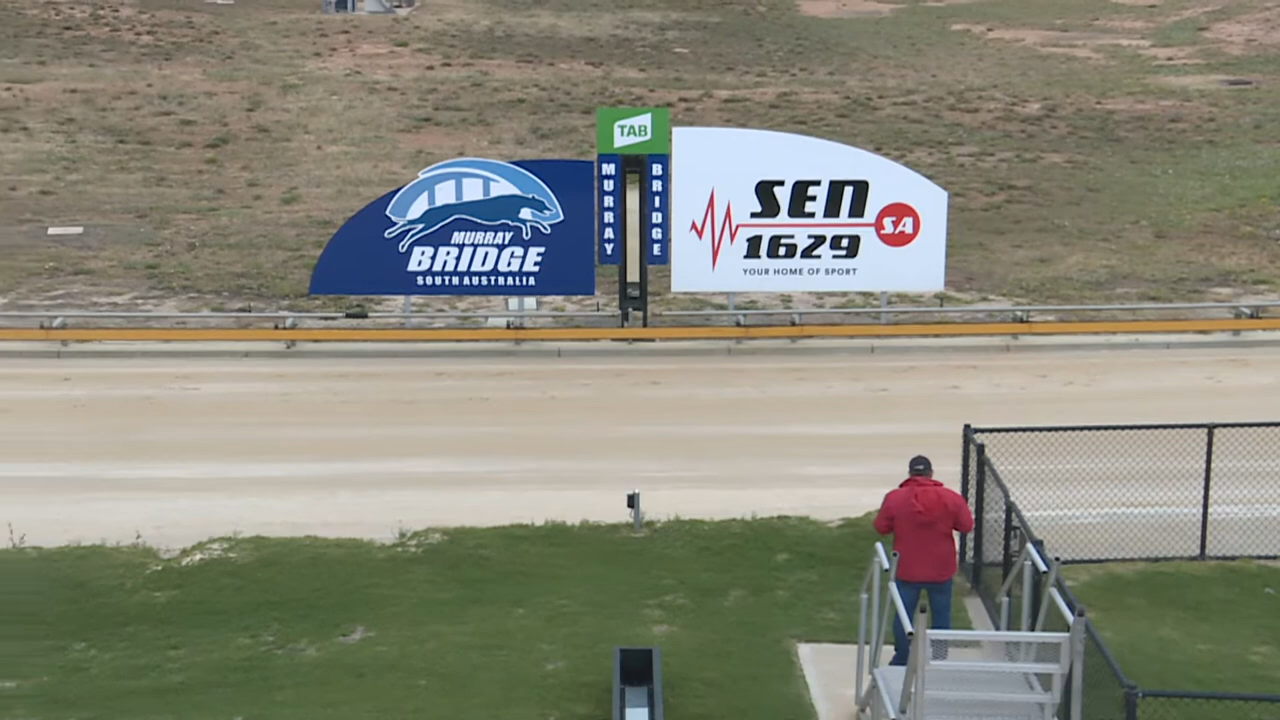 TAB
MURRAY
BRIDGE
MURRAY
BRIDGE
SOUTH AUSTRALIA
SEN
1629
SA
YOUR HOME OF SPORT